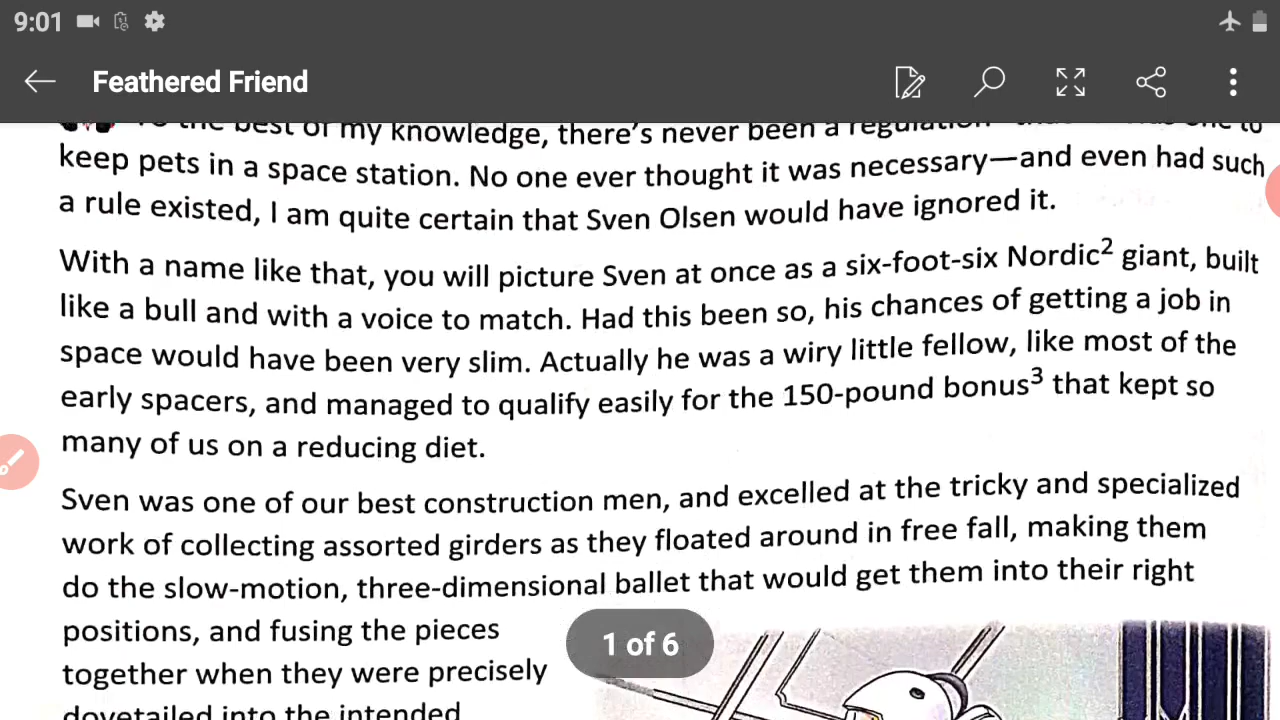 9:01
Feathered Friend
the best of my knowledge, there's never been a regulation
keep pets in a space station. No one ever thought it was necessary—and even had such
a rule existed, I am quite certain that Sven Olsen would have ignored it.
With a name like that, you will picture Sven at once as a six-foot-six Nordic² giant, built
like a bull and with a voice to match. Had this been so, his chances of getting a job in
space would have been very slim. Actually he was a wiry little fellow, like most of the
early spacers, and managed to qualify easily for the 150-pound bonus³ that kept so
many of us on a reducing diet.
Sven was one of our best construction men, and excelled at the tricky and specialized
work of collecting assorted girders as they floated around in free fall, making them
do the slow-motion, three-dimensional ballet that would get them into their right
positions, and fusing the pieces
together when they were precisely
dovetailed into the intended
1 of 6